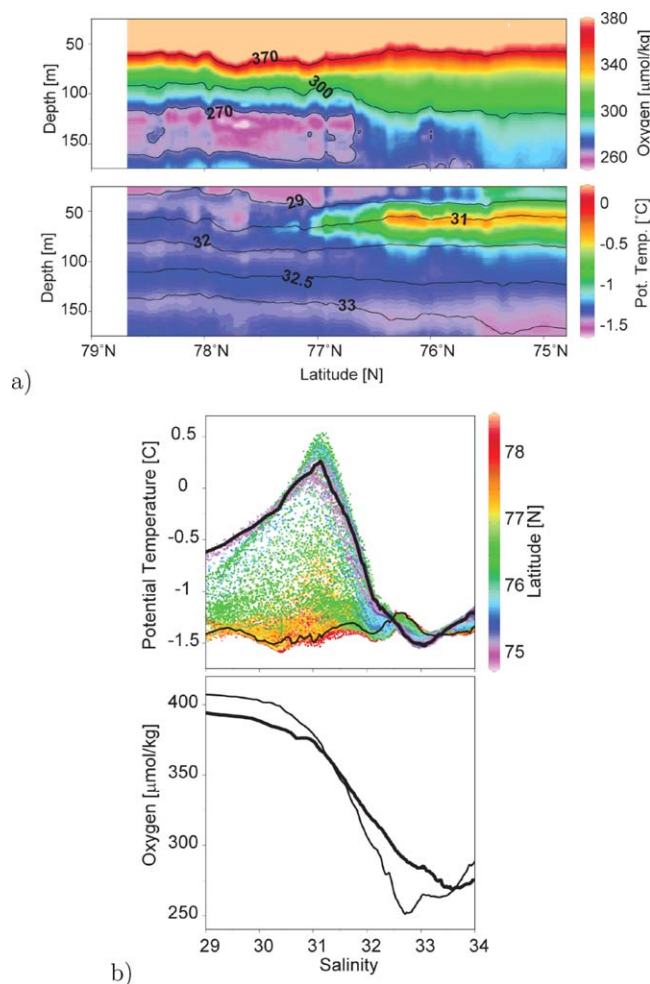 25
50
100
150
Depth [m]
370
300
270
380
340
300
260
Oxygen [µmol/kg]
25
50
100
150
Depth [m]
29
31
32
32.5
33
0
-0.5
-1
-1.5
Pot. Temp. [˚C]
79˚N
78˚N
77˚N
76˚N
75˚N
Latitude [N]
a)
0.5
0
-0.5
-1
-1.5
Potential Temperature [C]
78
77
76
75
Latitude [N]
400
350
300
250
Oxygen [µmol/kg]
29
30
31
32
33
34
Salinity
b)